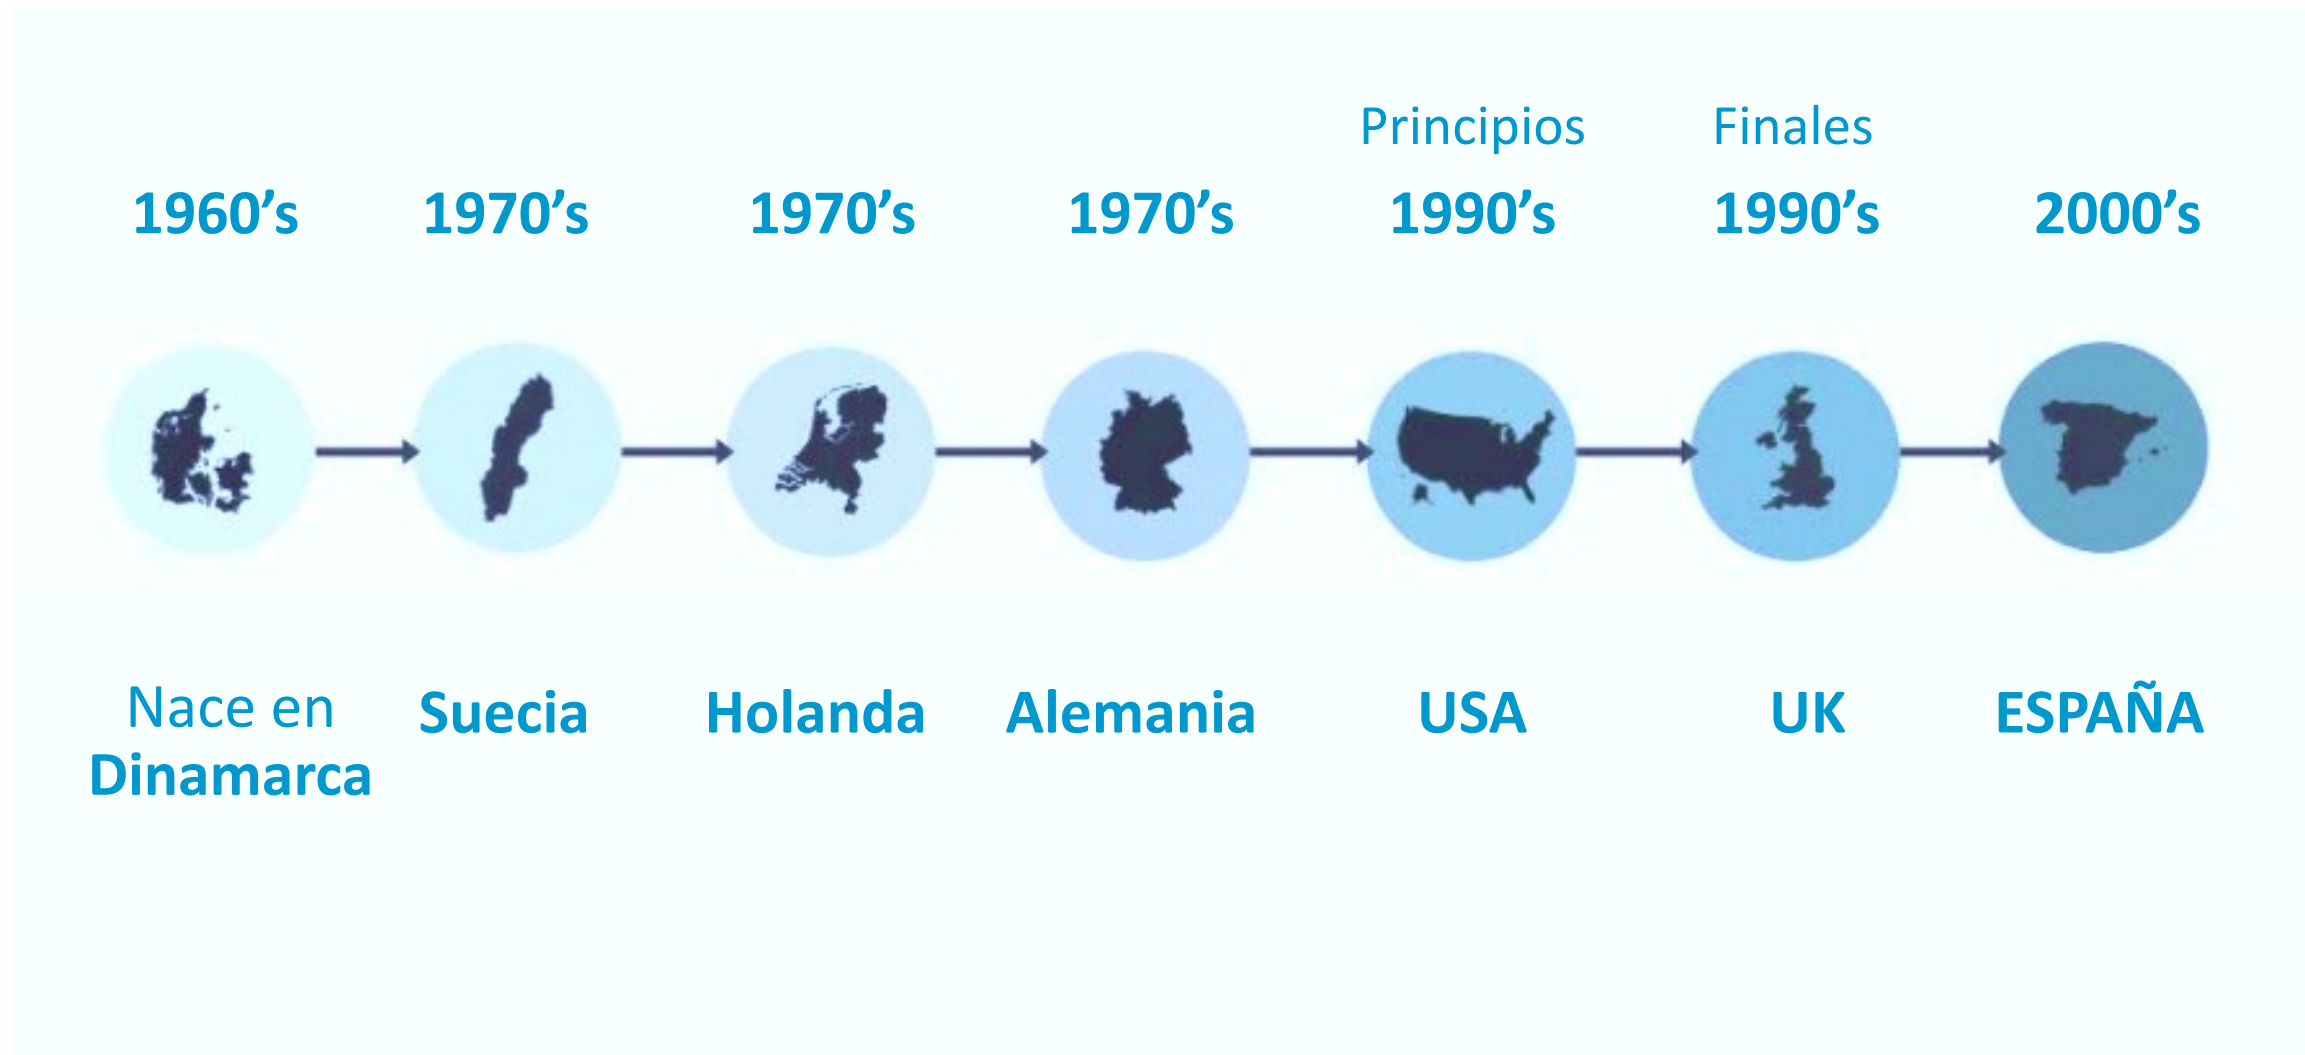 Principios
Finales
1960’s
1970’s
1970’s
1970’s
1990’s
1990’s
2000’s
Nace en
Dinamarca
Suecia
Holanda
Alemania
USA
UK
ESPAÑA